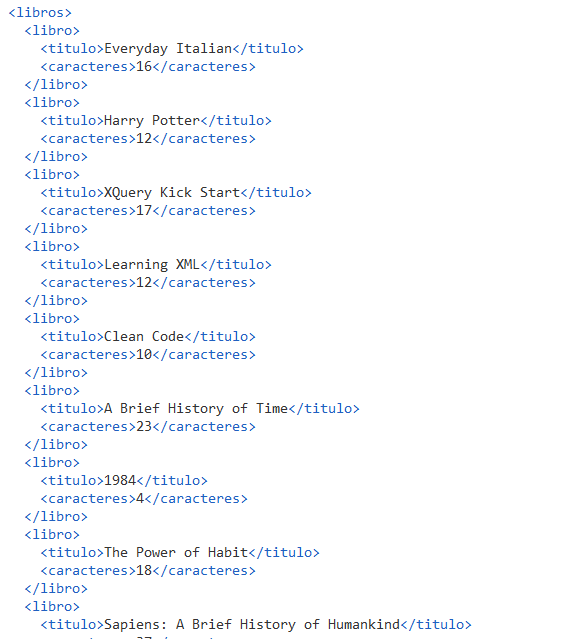 <libros>
<libro>
<titulo>Everyday Italian</titulo>
<caracteres>16</caracteres>
</libro>
<libro>
<titulo>Harry Potter</titulo>
<caracteres>12</caracteres>
</libro>
<libro>
<titulo>XQuery Kick Start</titulo>
<caracteres>17</caracteres>
</libro>
<libro>
<titulo>Learning XML</titulo>
<caracteres>12</caracteres>
</libro>
<libro>
<titulo>Clean Code</titulo>
<caracteres>10</caracteres>
</libro>
<libro>
<titulo>A Brief History of Time</titulo>
<caracteres>23</caracteres>
</libro>
<libro>
<titulo>1984</titulo>
<caracteres>4</caracteres>
</libro>
<libro>
<titulo>The Power of Habit</titulo>
<caracteres>18</caracteres>
</libro>
<libro>
<titulo>Sapiens: A Brief History of Humankind</titulo>